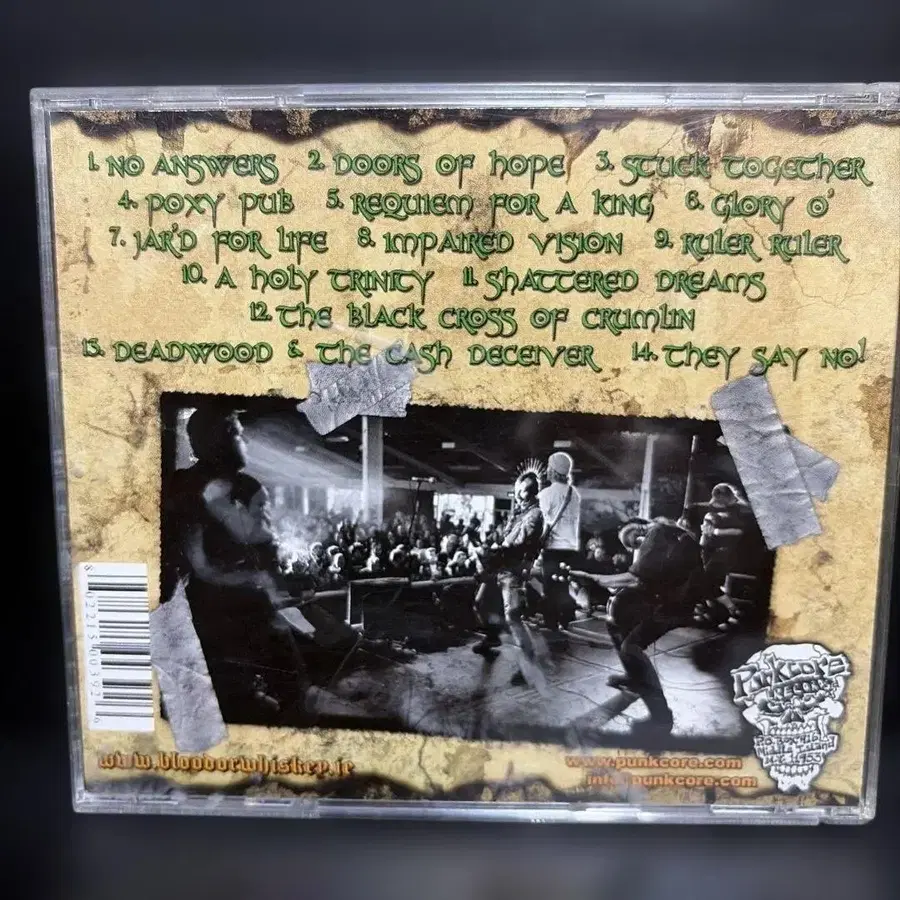 1. NO ANSWERS 2. DOORS OF HOPE 3. STUCK TOGETHER
4. POXY PUB 5. REQUIEM FOR A KING 6. GLORY O'
7. JAR'D FOR LIFE 8. IMPAIRED VISION 9. RULER RULER
10. A HOLY TRINITY 11. SHATTERED DREAMS
12. THE BLACK CROSS OF CRUMLIN
13. DEADWOOD & THE CASH DECEIVER 14. THEY SAY NO!
Punkcore
Records
www.bloodorwhiskey.ie
www.punkcore.com
info@punkcore.com